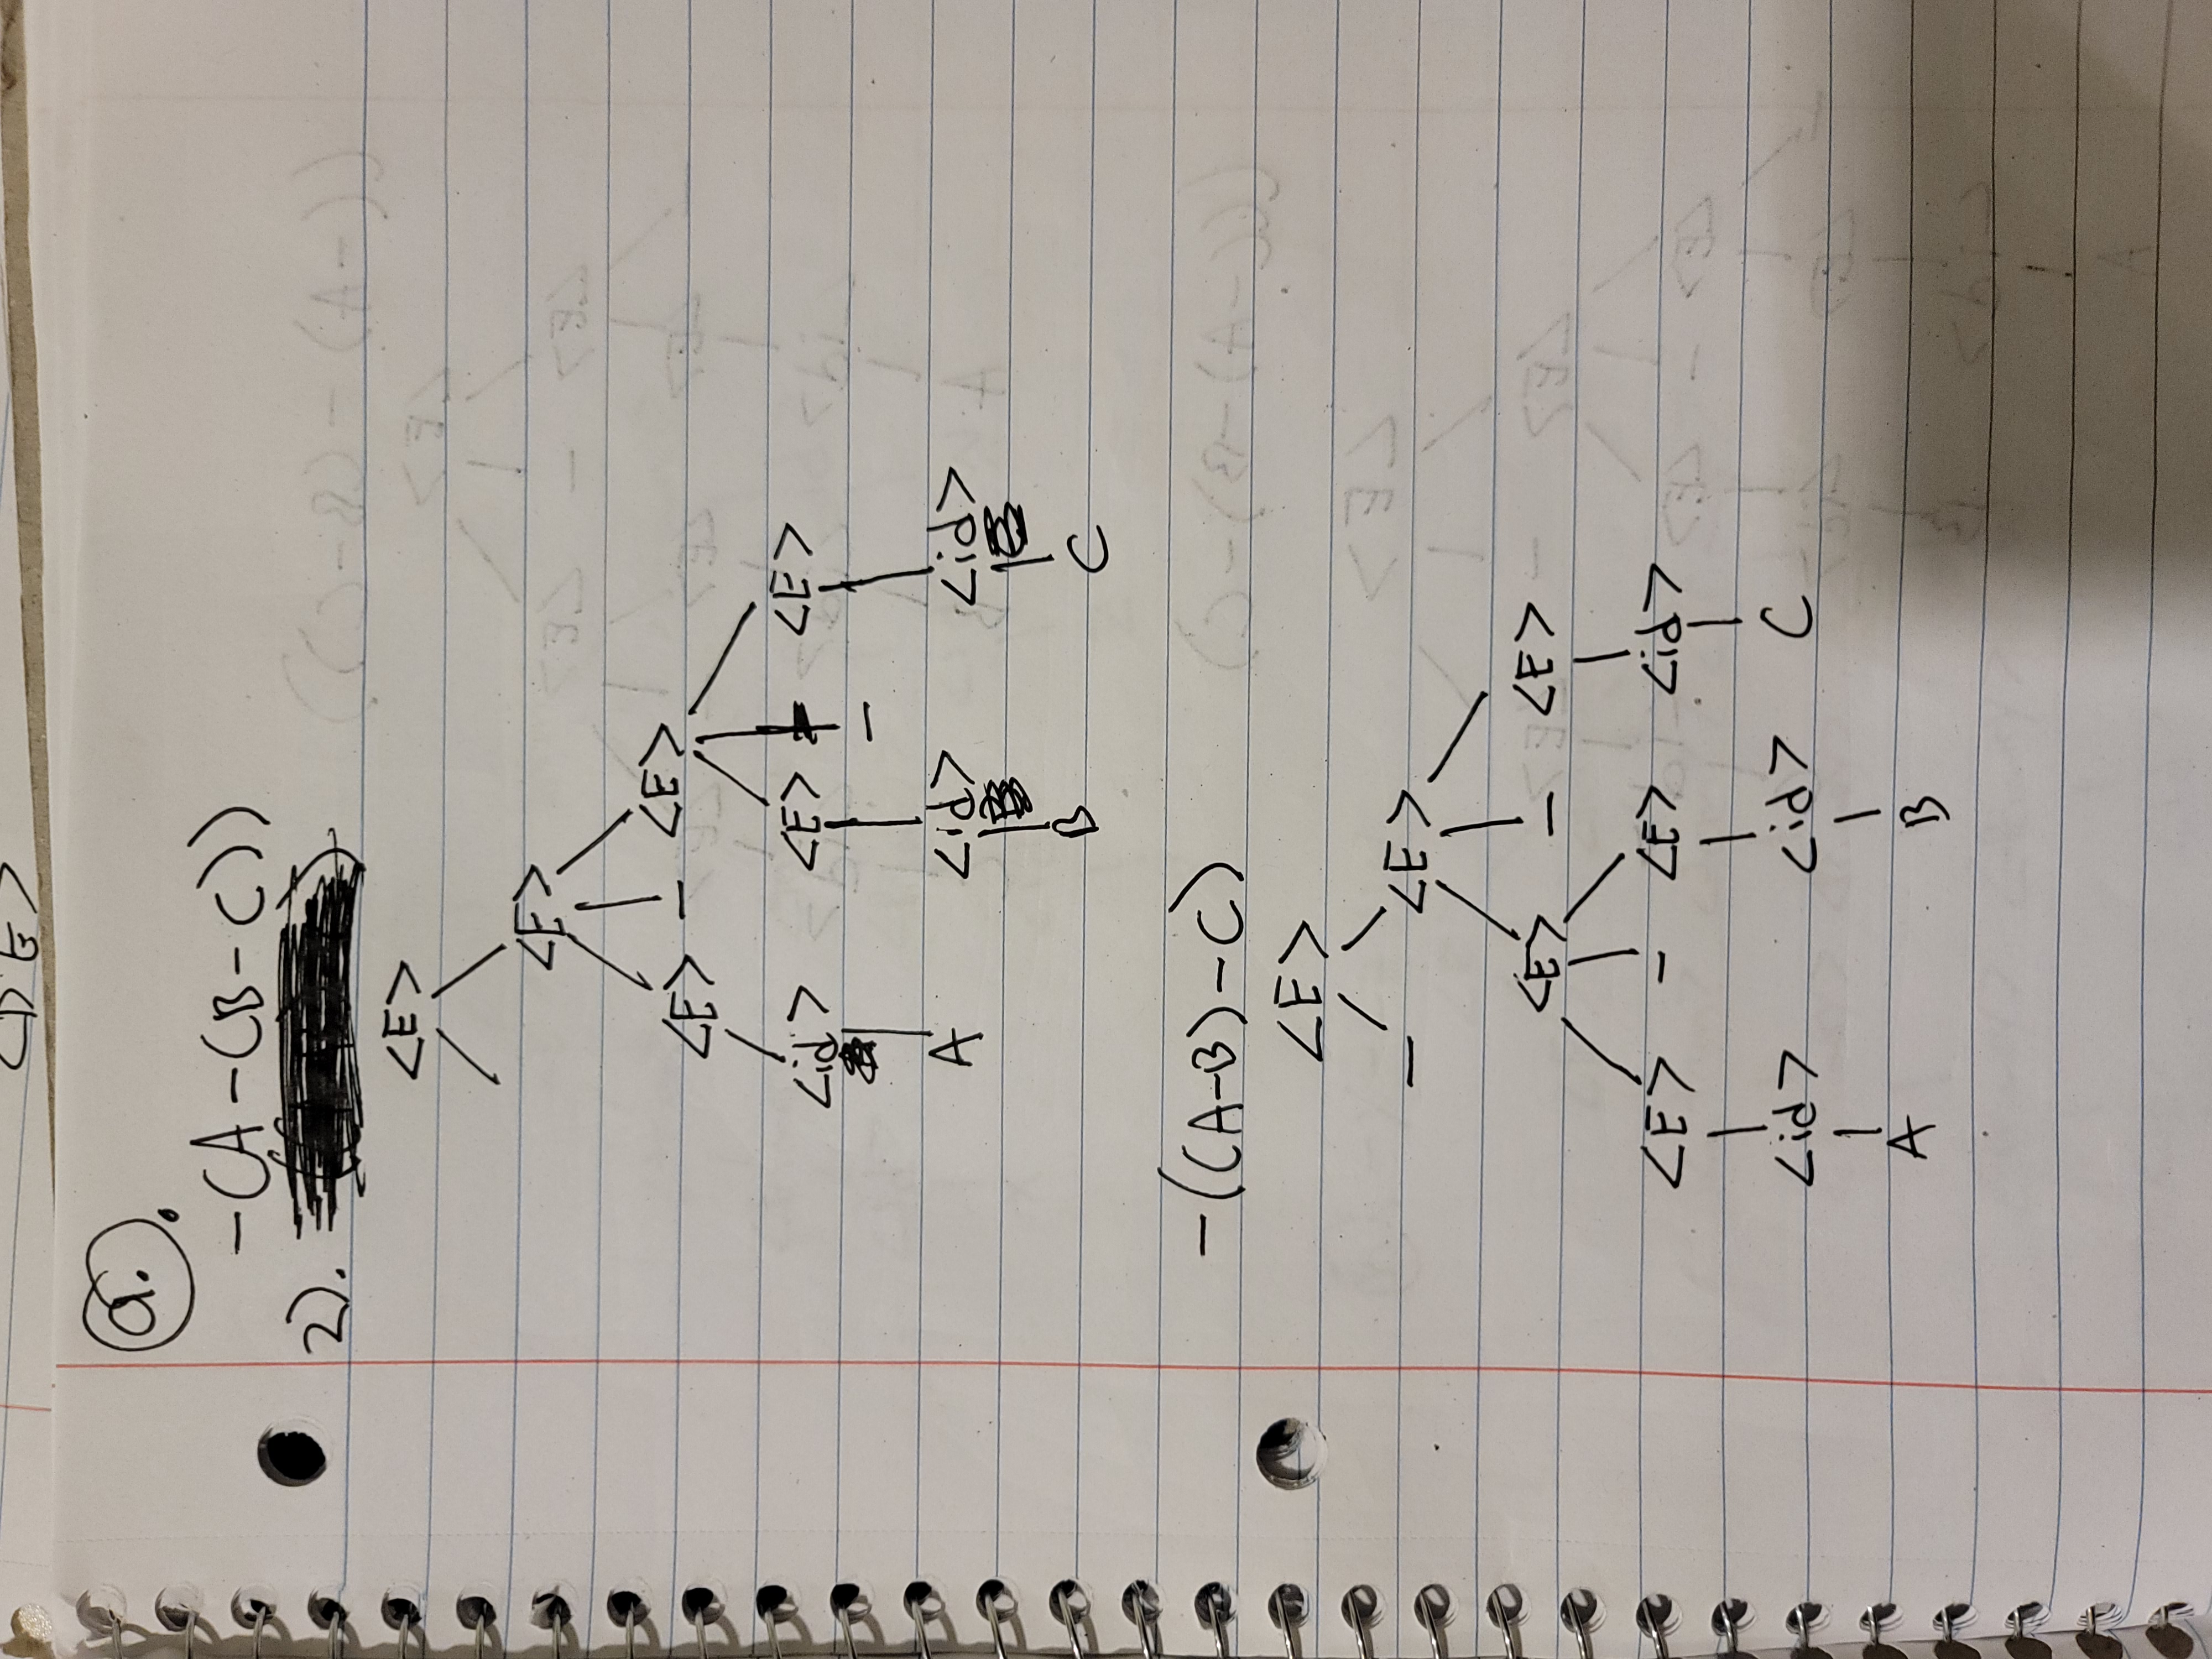 a.
-(A-(B-C))
2).
<E>
<E>
<E> - <E>
<id> <E> <E>
-
A <id> <id>
B C
-((A-B)-C)
<E>
- <E>
<E> - <E>
<E> - <E> <id>
<id> <id> C
A B